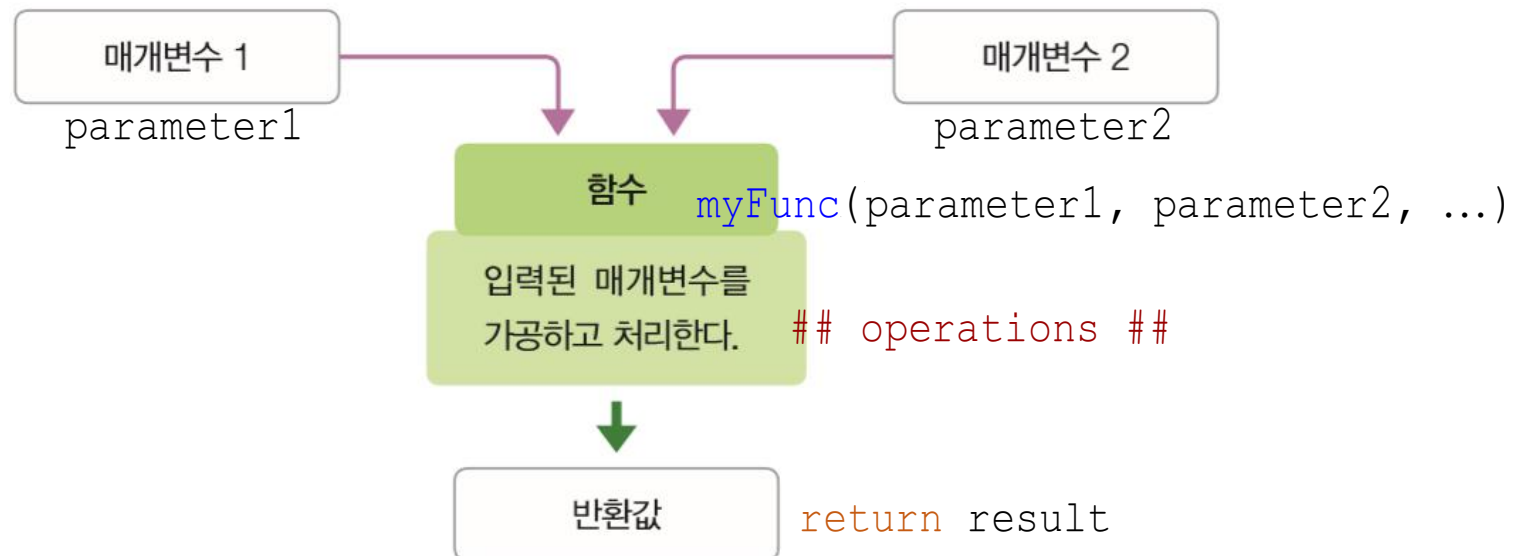 매개변수 1
매개변수 2
parameter1
parameter2
함수
myFunc(parameter1, parameter2, …)
입력된 매개변수를
가공하고 처리한다.
## operations ##
반환값
return result